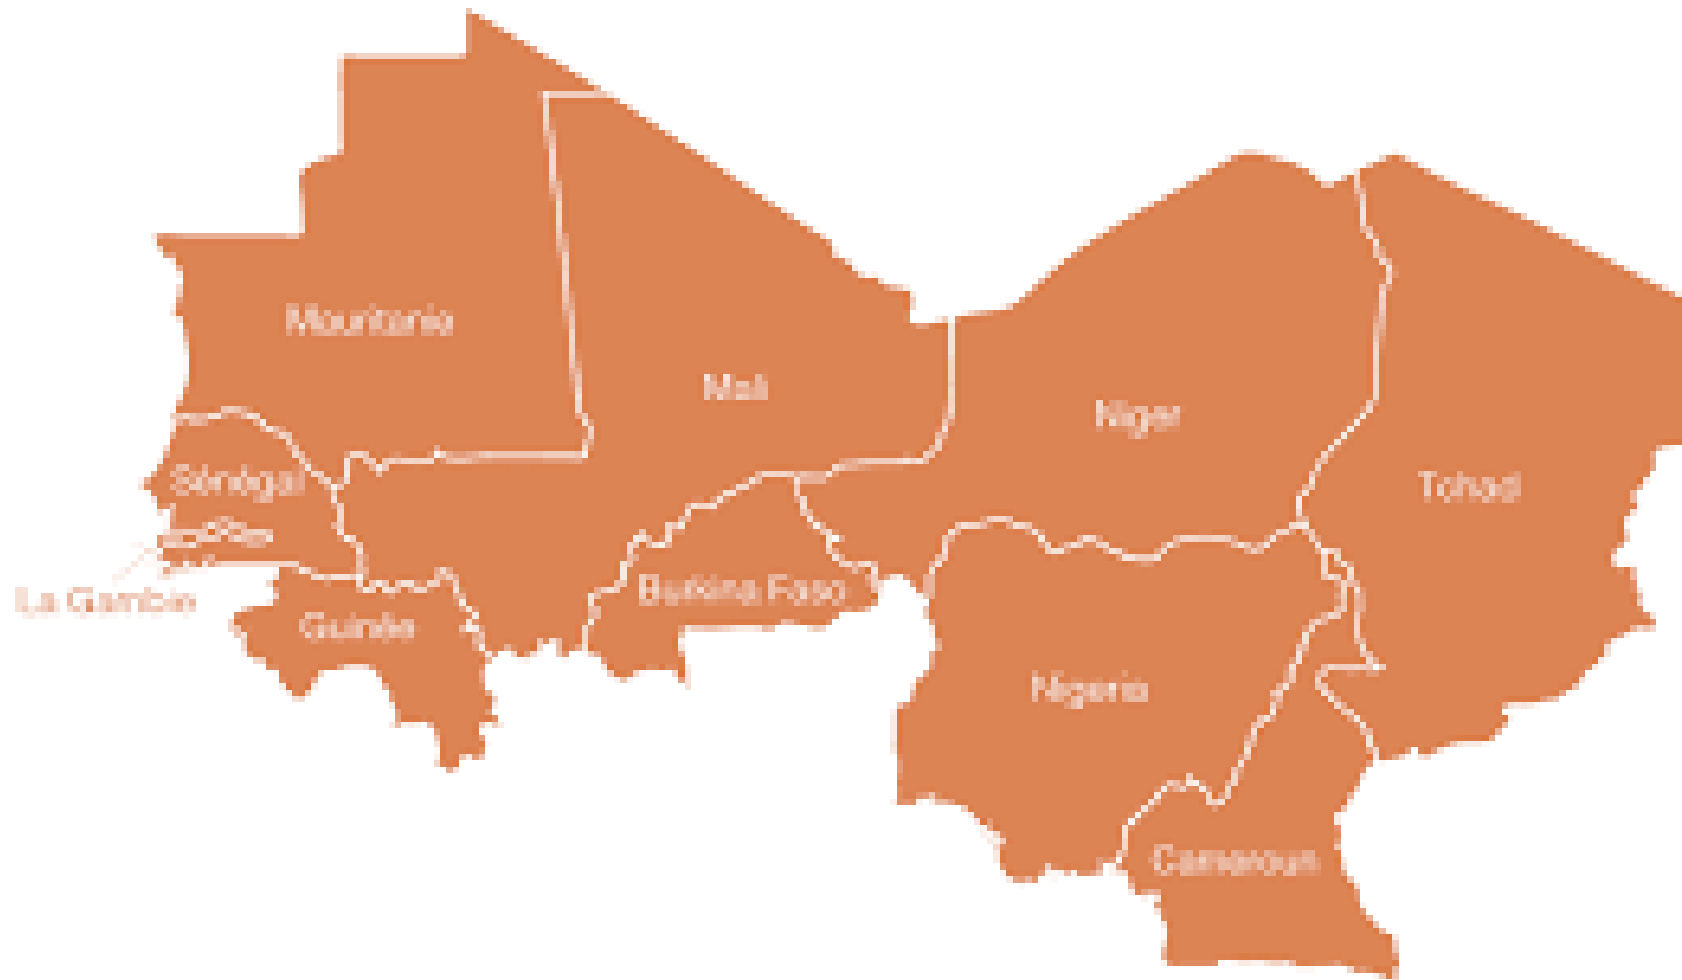 Mauritanie
Mali
Niger
Sénégal
Tchad
La Gambie
Burkina Faso
Guinée
Nigeria
Cameroun